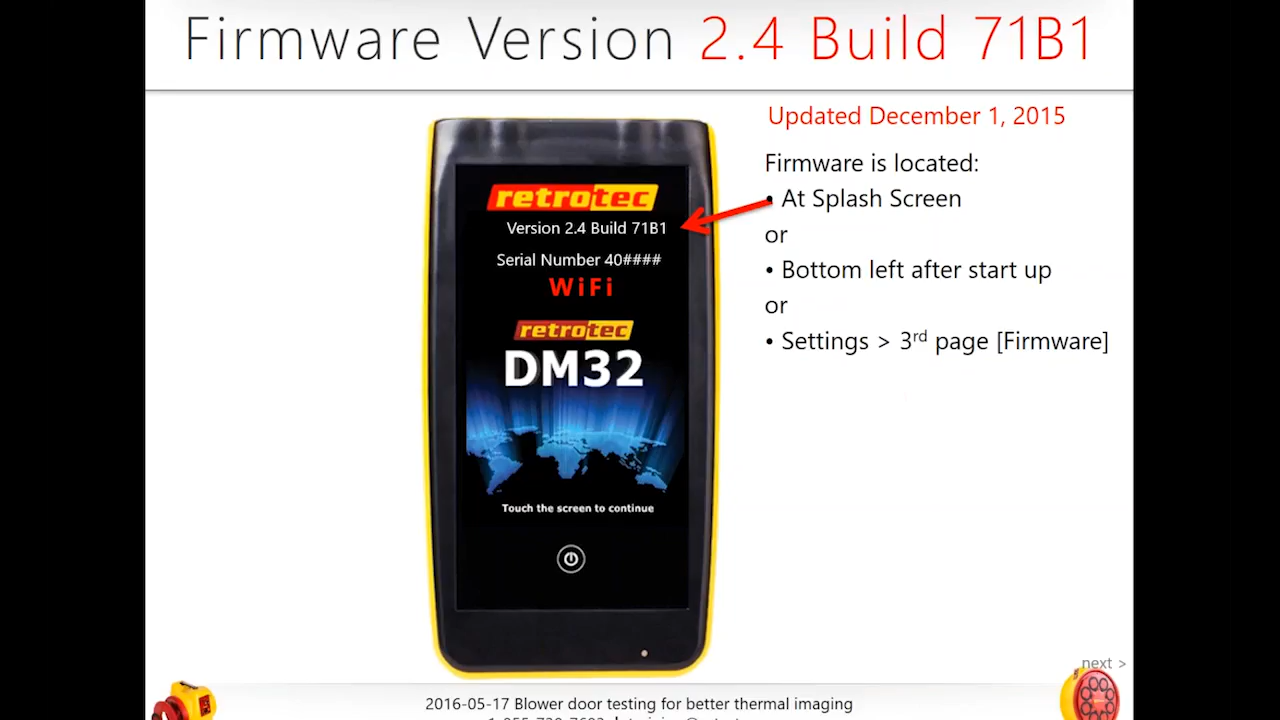 Firmware Version 2.4 Build 71B1
Updated December 1, 2015
Firmware is located:
• At Splash Screen
or
• Bottom left after start up
or
• Settings > 3rd page [Firmware]
retrotec
Version 2.4 Build 71B1
Serial Number 40####
WiFi
retrotec
DM32
Touch the screen to continue
next >
2016-05-17 Blower door testing for better thermal imaging